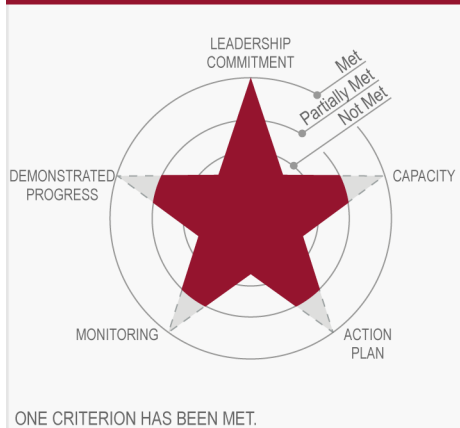 LEADERSHIP
COMMITMENT
Met
Partially Met
Not Met
DEMONSTRATED
PROGRESS
CAPACITY
MONITORING
ACTION
PLAN
ONE CRITERION HAS BEEN MET.